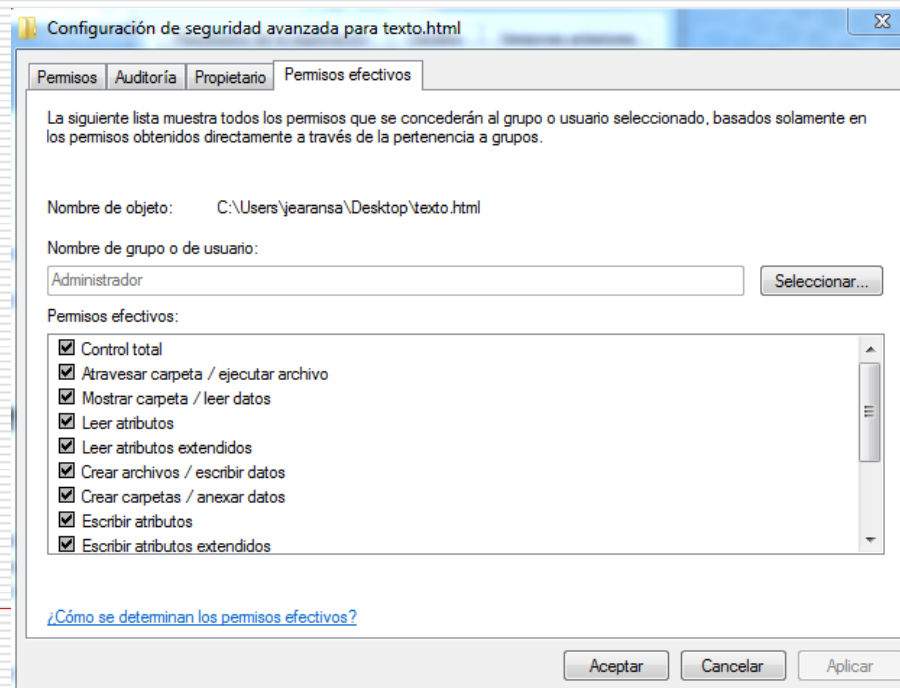 Configuración de seguridad avanzada para texto.html
Permisos Auditoría Propietario Permisos efectivos
La siguiente lista muestra todos los permisos que se concederán al grupo o usuario seleccionado, basados solamente en
los permisos obtenidos directamente a través de la pertenencia a grupos.
Nombre de objeto: C:\Users\jearansa\Desktop\texto.html
Nombre de grupo o de usuario:
Administrador
Seleccionar...
Permisos efectivos:
Control total
Atravesar carpeta / ejecutar archivo
Mostrar carpeta / leer datos
Leer atributos
Leer atributos extendidos
Crear archivos / escribir datos
Crear carpetas / anexar datos
Escribir atributos
Escribir atributos extendidos
¿Cómo se determinan los permisos efectivos?
Aceptar Cancelar Aplicar